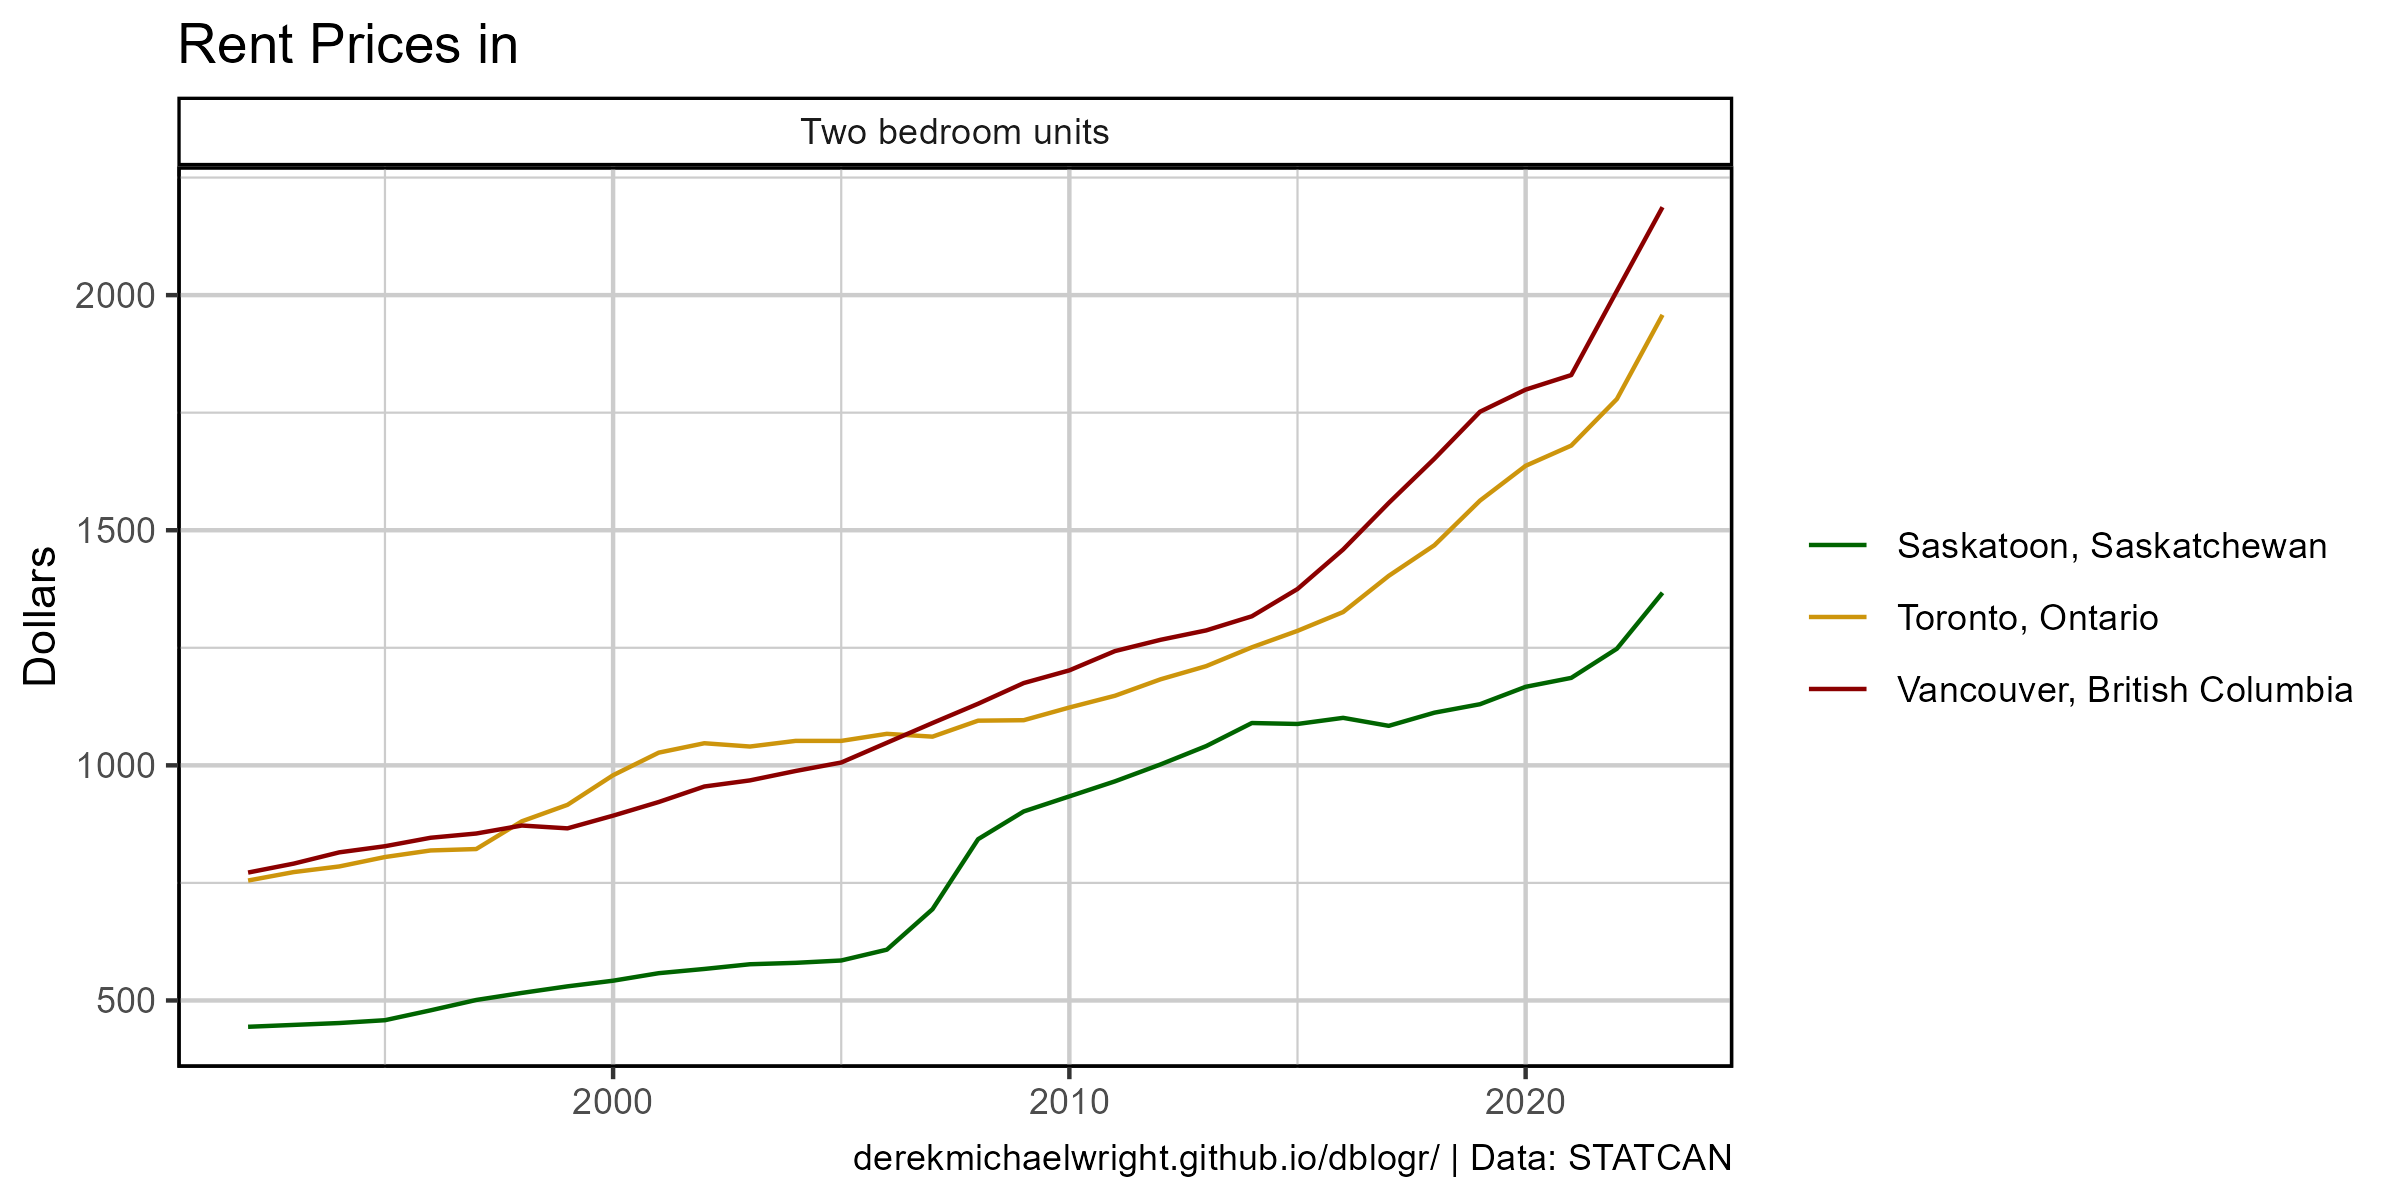 Rent Prices in
Two bedroom units
Dollars
2000
1500
1000
500
2000
2010
2020
Saskatoon, Saskatchewan
Toronto, Ontario
Vancouver, British Columbia
derekmichaelwright.github.io/dblogr/ | Data: STATCAN